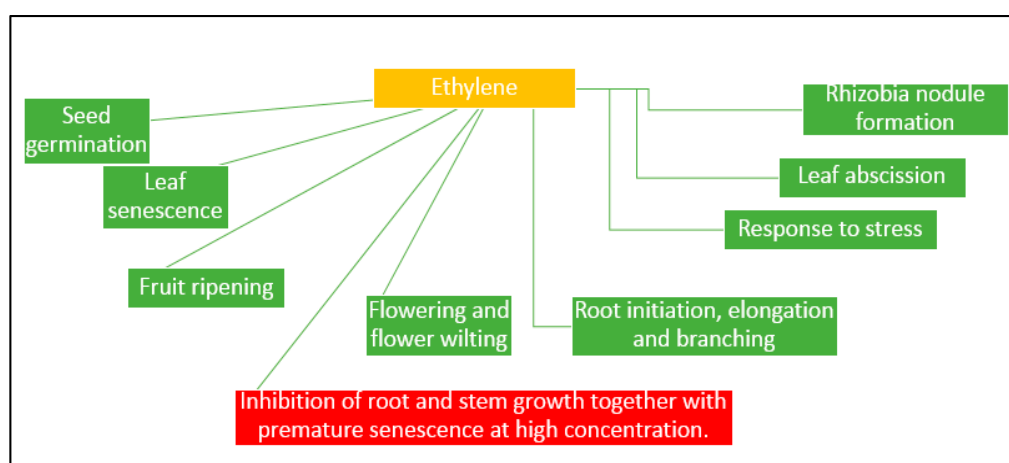 Ethylene
Seed
germination
Leaf
senescence
Fruit ripening
Flowering and
flower wilting
Inhibition of root and stem growth together with
premature senescence at high concentration.
Root initiation, elongation
and branching
Response to stress
Leaf abscission
Rhizobia nodule
formation